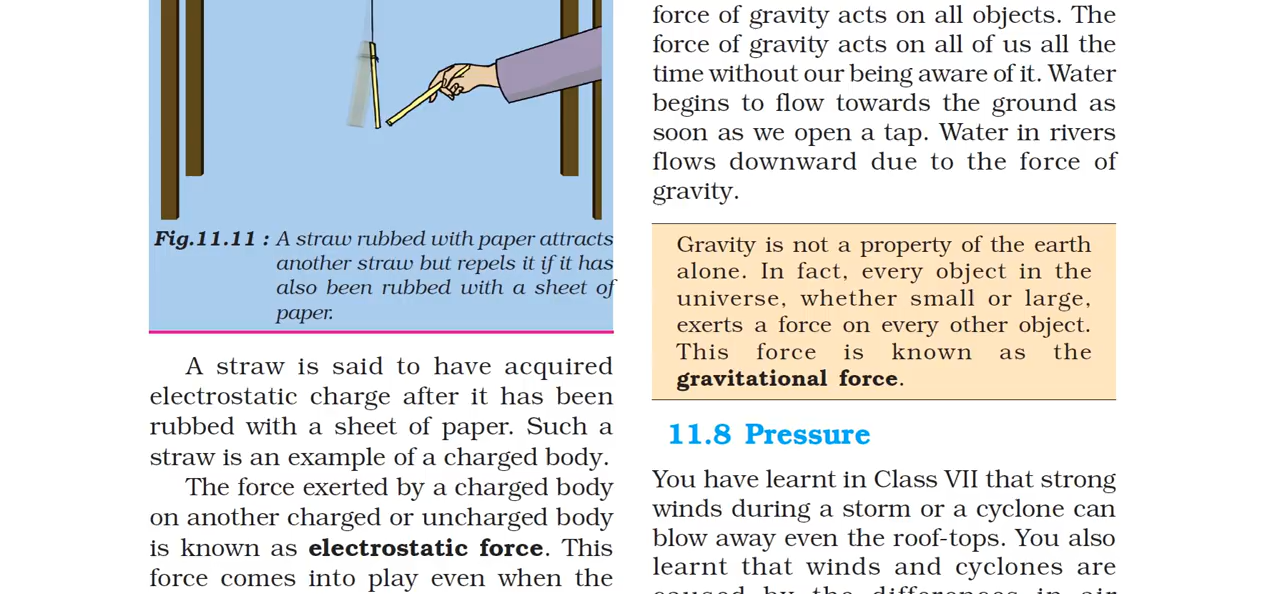 Fig.11.11 : A straw rubbed with paper attracts
another straw but repels it if it has
also been rubbed with a sheet of
paper.
A straw is said to have acquired
electrostatic charge after it has been
rubbed with a sheet of paper. Such a
straw is an example of a charged body.
The force exerted by a charged body
on another charged or uncharged body
is known as electrostatic force. This
force comes into play even when the
force of gravity acts on all objects. The
force of gravity acts on all of us all the
time without our being aware of it. Water
begins to flow towards the ground as
soon as we open a tap. Water in rivers
flows downward due to the force of
gravity.
Gravity is not a property of the earth
alone. In fact, every object in the
universe, whether small or large,
exerts a force on every other object.
This force is known as the
gravitational force.
11.8 Pressure
You have learnt in Class VII that strong
winds during a storm or a cyclone can
blow away even the roof-tops. You also
learnt that winds and cyclones are
caused by the differences in air